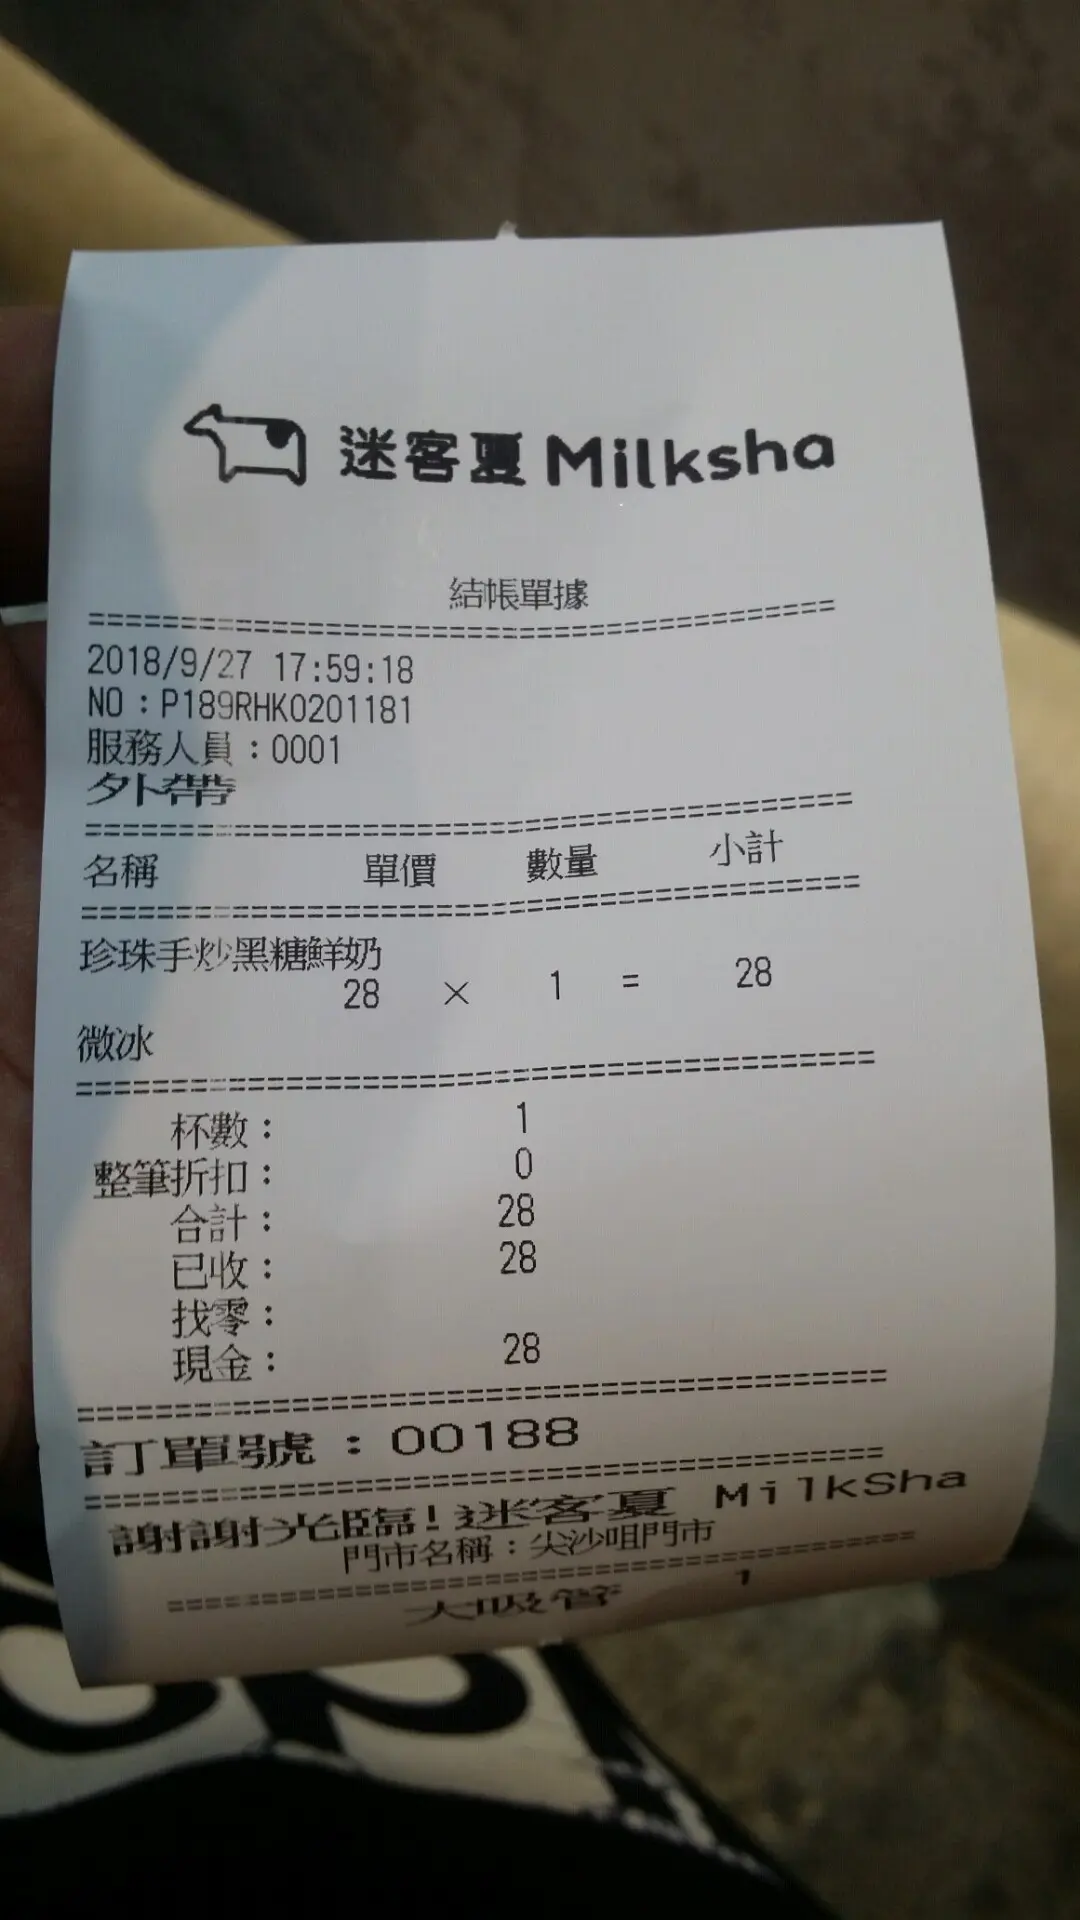 迷客夏 Milksha
結帳單據
========================================
2018/9/27 17:59:18
NO：P189RHK0201181
服務人員：0001
外帶
========================================
名稱 單價 數量 小計
========================================
珍珠手炒黑糖鮮奶
28 × 1 = 28
微冰
========================================
杯數： 1
整筆折扣： 0
合計： 28
已收： 28
找零：
現金： 28
========================================
訂單號：00188
========================================
謝謝光臨!迷客夏 MilkSha
門市名稱：尖沙咀門市
========================================
大吸管 1